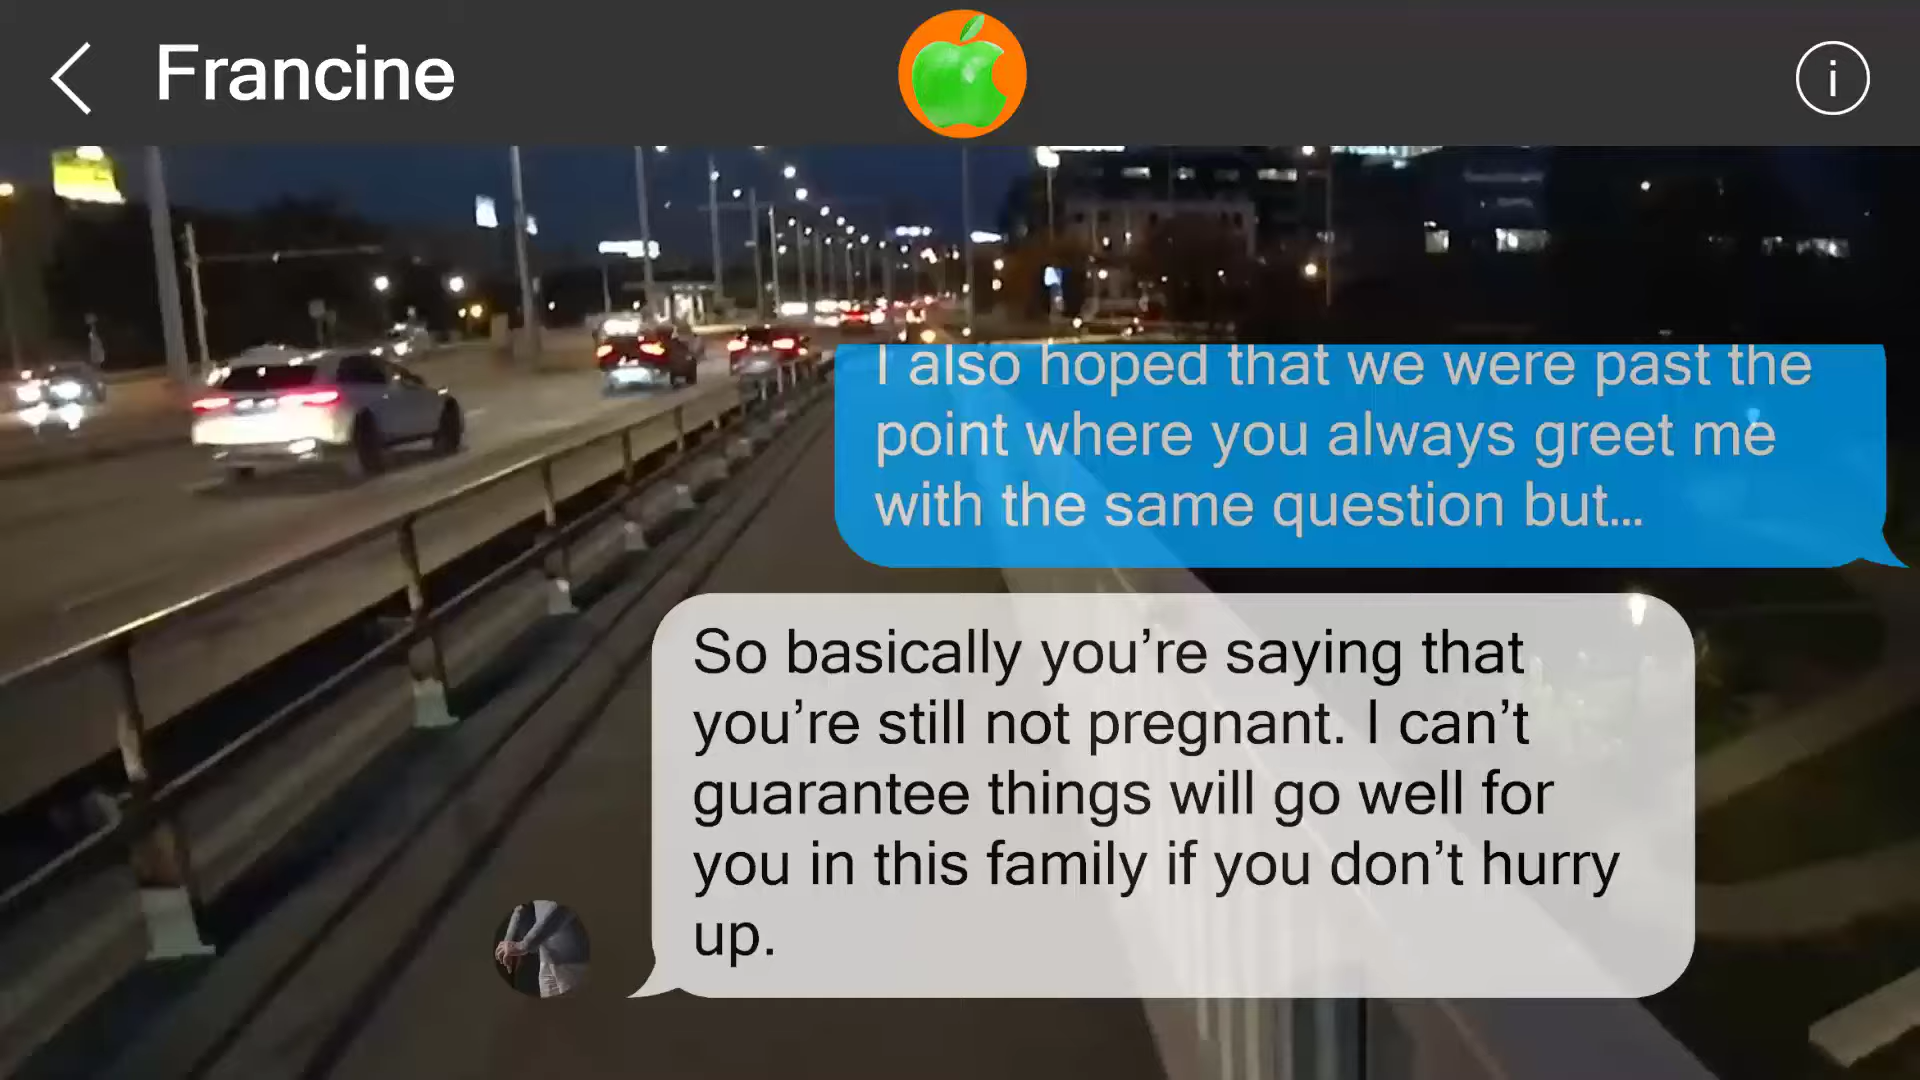 Francine
i
I also hoped that we were past the
point where you always greet me
with the same question but...
So basically you’re saying that
you’re still not pregnant. I can’t
guarantee things will go well for
you in this family if you don’t hurry
up.